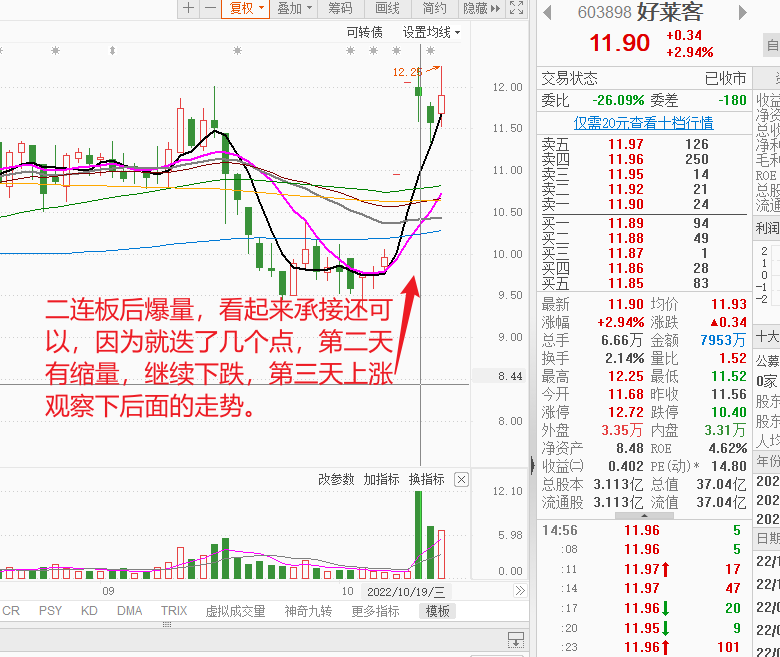 ＋ － 复权 叠加 筹码 画线 简约 隐藏
可转债 设置均线
12.25
12.00
11.50
11.00
10.50
10.00
9.50
9.00
8.44
8.00
二连板后爆量，看起来承接还可
以，因为就迭了几个点，第二天
有缩量，继续下跌，第三天上涨
观察下后面的走势。
改参数 加指标 换指标
12.10
5.98
0.00
09 10 2022/10/19/三
CR PSY KD DMA TRIX 虚拟成交量 神奇九转 更多指标 模板
603898 好莱客
11.90 +0.34
+2.94%
自
交易状态 已收市
委比 -26.09% 委差 -180
仅需20元查看十档行情
卖五 11.97 126
卖四 11.96 250
卖三 11.95 14
卖二 11.92 21
卖一 11.90 24
买一 11.89 94
买二 11.88 49
买三 11.87 1
买四 11.86 28
买五 11.85 83
最新 11.90 均价 11.93
涨幅 +2.94% 涨跌 ▲0.34
总手 6.66万 金额 7953万
换手 2.14% 量比 1.52
最高 12.25 最低 11.52
今开 11.68 昨收 11.56
涨停 12.72 跌停 10.40
外盘 3.35万 内盘 3.31万
净资产 8.48 ROE 4.62%
收益㈡ 0.402 PE(动)* 14.80
总股本 3.113亿 总值 37.04亿
流通股 3.113亿 流值 37.04亿
14:56 11.96 5
:08 11.96 5
:11 11.97↑ 17
:14 11.97 47
:17 11.96↓ 20
:20 11.95↓ 9
:23 11.96↑ 101
收益
净资
总收
净利
毛利
ROE
总股
流通
利润
2
1
0
-1
-2
十大
公募
0家
股东
股东
人均
年份
202
202
202
日期
22/1
22/1
22/0
22/0
22/0